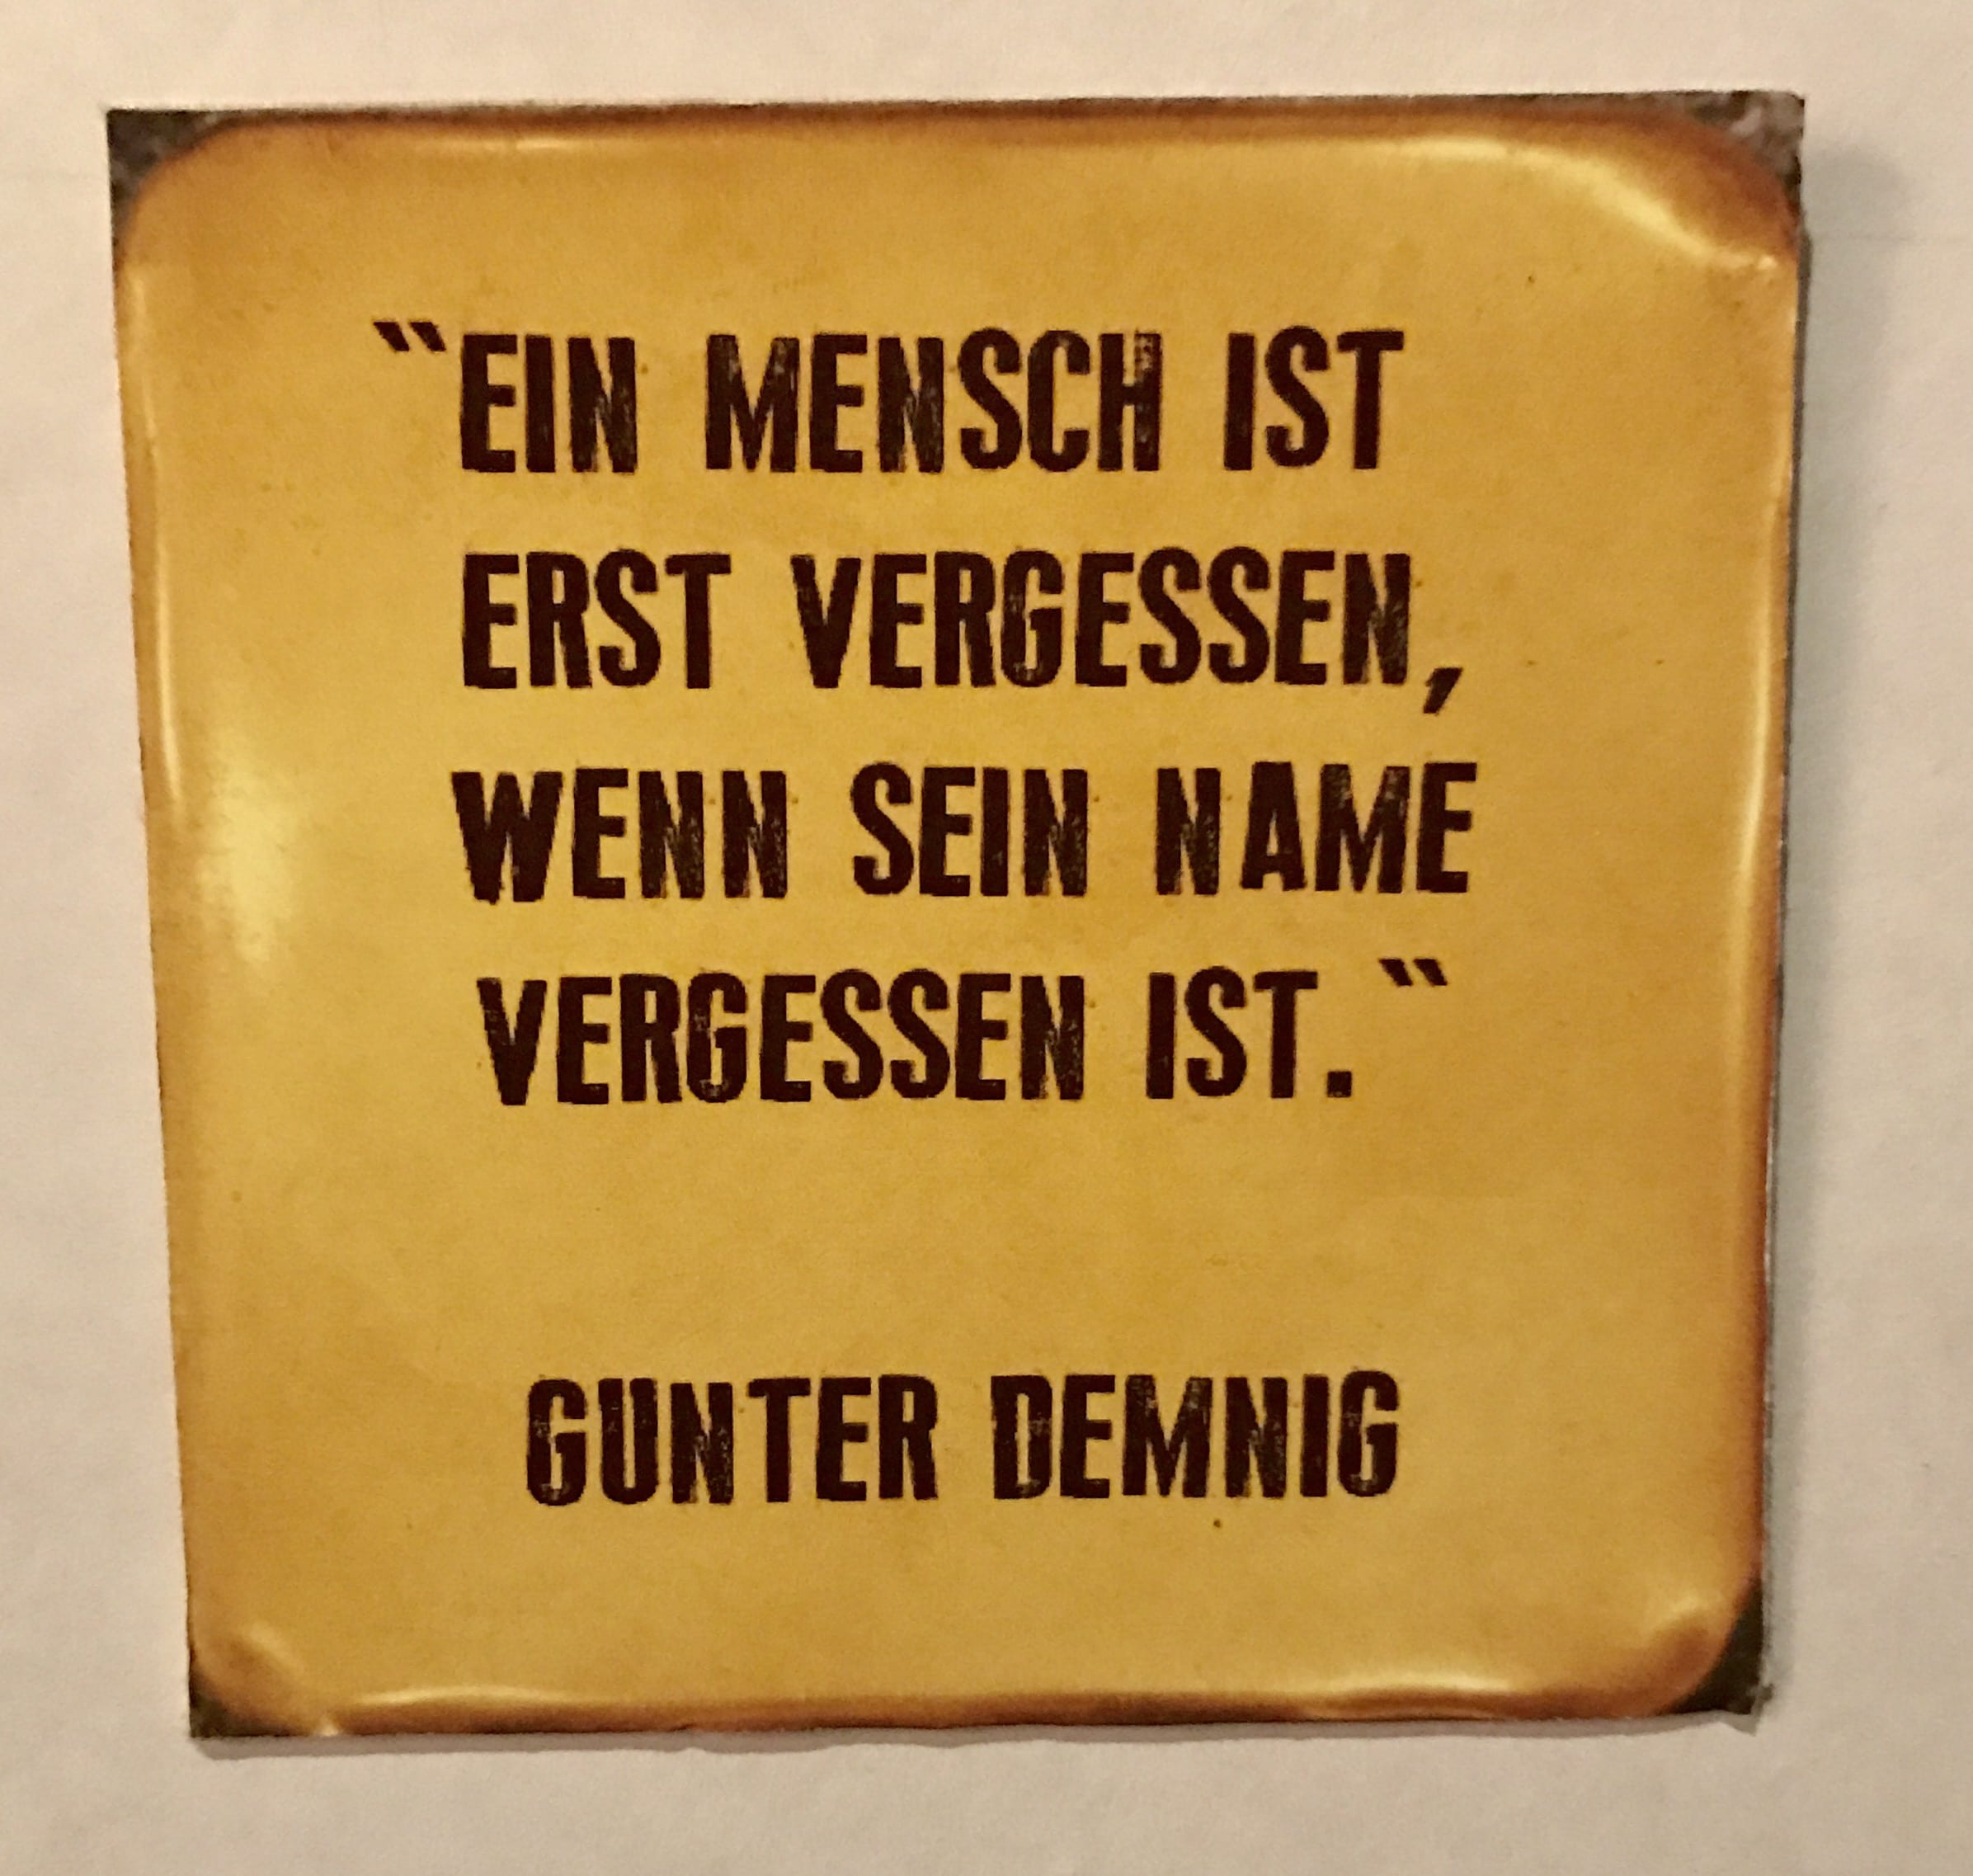 "EIN MENSCH IST
ERST VERGESSEN,
WENN SEIN NAME
VERGESSEN IST."
GUNTER DEMNIG